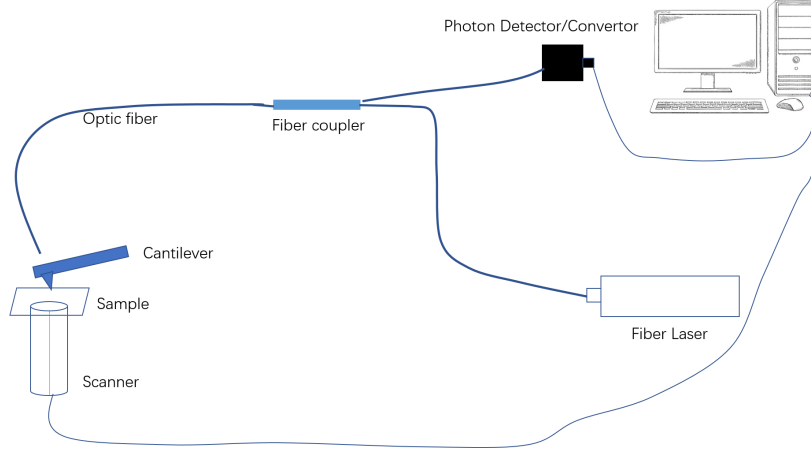 Photon Detector/Convertor
Optic fiber
Fiber coupler
Cantilever
Sample
Fiber Laser
Scanner